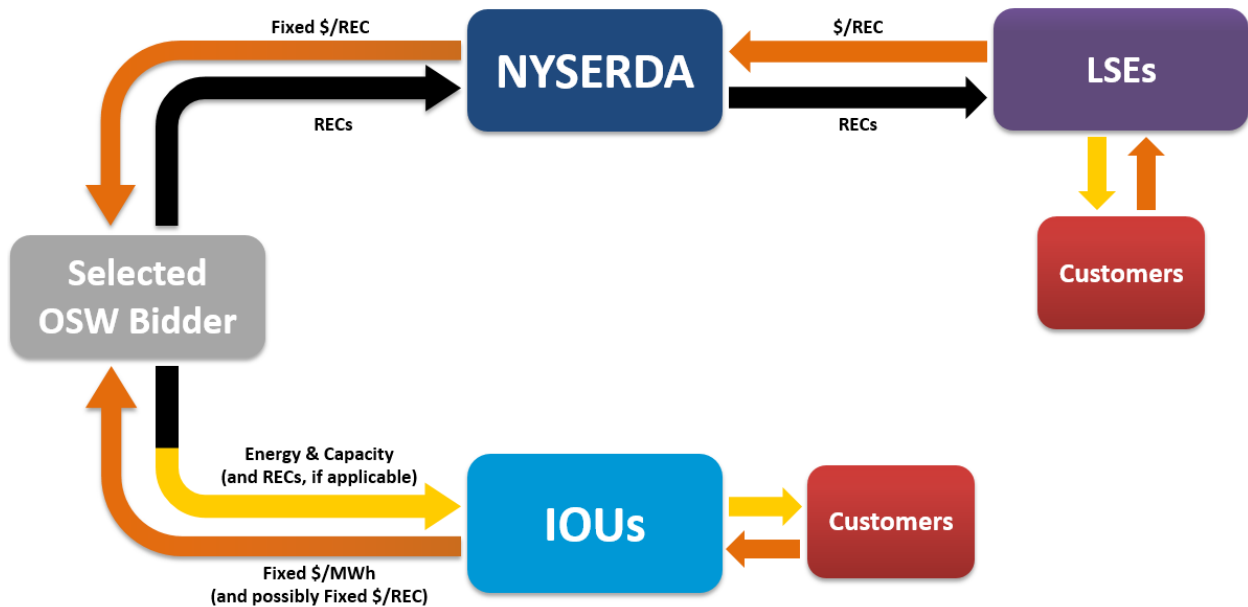 Fixed $/REC
$/REC
NYSERDA
LSEs
RECs
RECs
Customers
Selected
OSW Bidder
Energy & Capacity
(and RECs, if applicable)
IOUs
Customers
Fixed $/MWh
(and possibly Fixed $/REC)